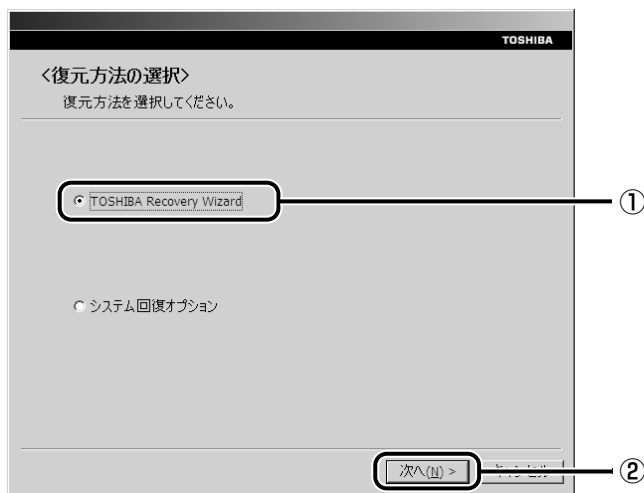 TOSHIBA
<復元方法の選択>
復元方法を選択してください。
TOSHIBA Recovery Wizard
①
システム回復オプション
次へ(N) >
②